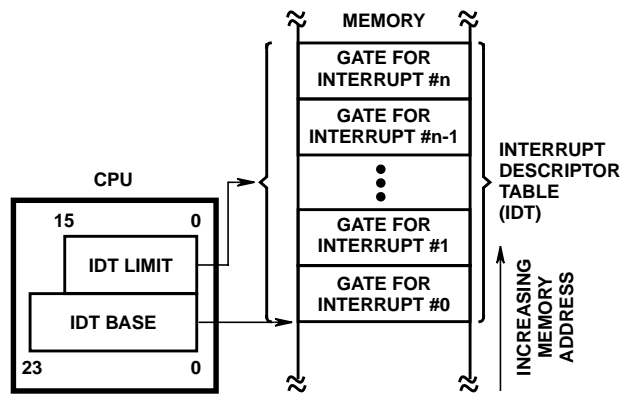 MEMORY
GATE FOR
INTERRUPT #n
GATE FOR
INTERRUPT #n-1
GATE FOR
INTERRUPT #1
GATE FOR
INTERRUPT #0
INTERRUPT
DESCRIPTOR
TABLE
(IDT)
CPU
15 0
IDT LIMIT
IDT BASE
23 0
INCREASING
MEMORY
ADDRESS